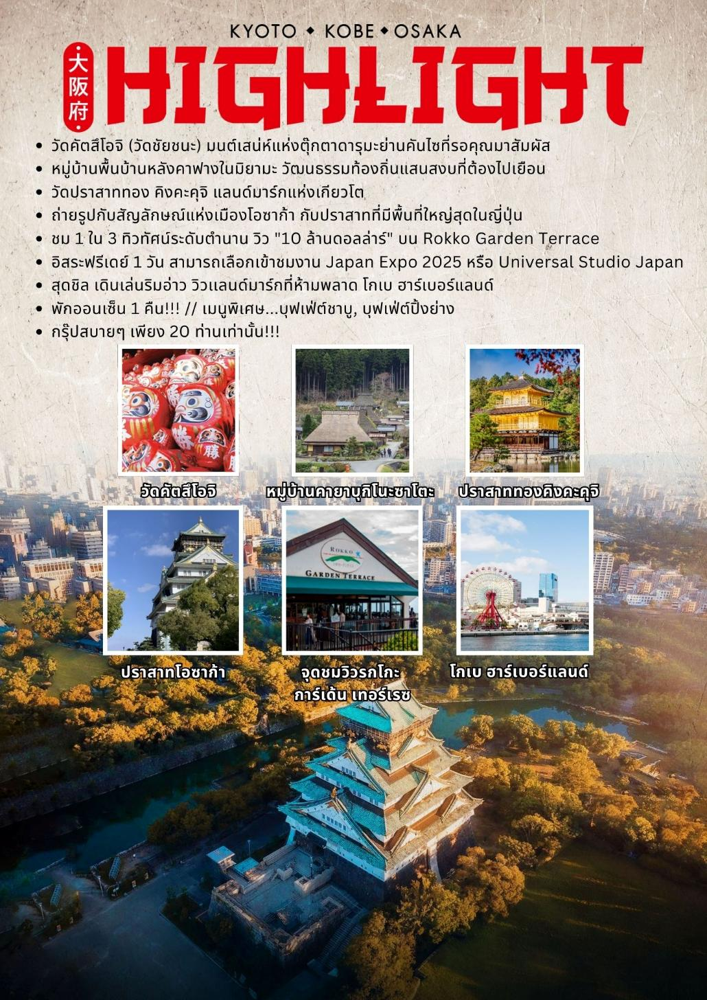 KYOTO ◆ KOBE ◆ OSAKA
大阪府
HIGHLIGHT
• วัดคัตสึโอจิ (วัดชัยชนะ) มนต์เสน่ห์แห่งตุ๊กตาดารุมะย่านคันไซที่รอคุณมาสัมผัส
• หมู่บ้านพื้นบ้านหลังคาฟางในมิยามะ วัฒนธรรมท้องถิ่นแสนสงบที่ต้องไปเยือน
• วัดปราสาททอง คิงคะคุจิ แลนด์มาร์กแห่งเกียวโต
• ถ่ายรูปกับสัญลักษณ์แห่งเมืองโอซาก้า กับปราสาทที่มีพื้นที่ใหญ่สุดในญี่ปุ่น
• ชม 1 ใน 3 ทิวทัศน์ระดับตำนาน วิว "10 ล้านดอลล่าร์" บน Rokko Garden Terrace
• อิสระฟรีเดย์ 1 วัน สามารถเลือกเข้าชมงาน Japan Expo 2025 หรือ Universal Studio Japan
• สุดชิล เดินเล่นริมอ่าว วิวแลนด์มาร์กที่ห้ามพลาด โกเบ ฮาร์เบอร์แลนด์
• พักออนเซ็น 1 คืน!!! // เมนูพิเศษ...บุฟเฟ่ต์ชาบู, บุฟเฟ่ต์ปิ้งย่าง
• กรุ๊ปสบายๆ เพียง 20 ท่านเท่านั้น!!!
วัดคัตสึโอจิ
หมู่บ้านคายาบุกิโนะซาโตะ
ปราสาททองคิงคะคุจิ
ROKKO
GARDEN TERRACE
ปราสาทโอซาก้า
จุดชมวิวรกโกะ
การ์เด้น เทอร์เรซ
โกเบ ฮาร์เบอร์แลนด์